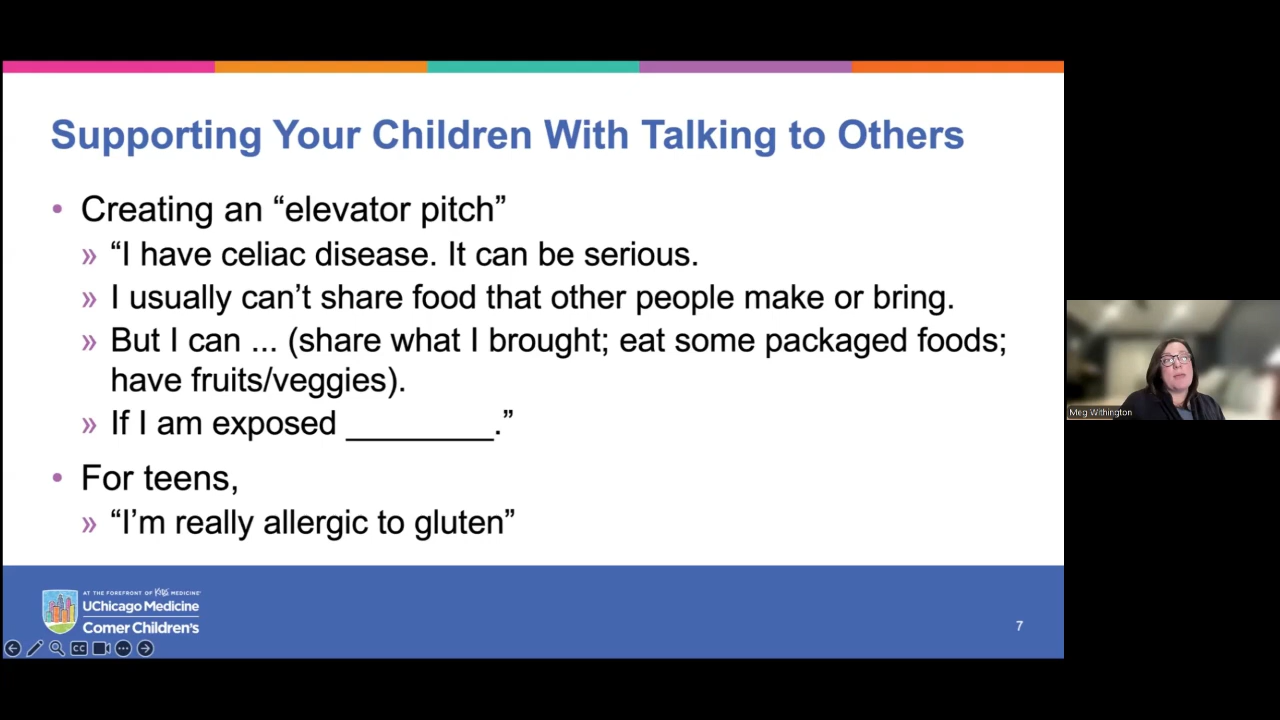 Supporting Your Children With Talking to Others
• Creating an “elevator pitch”
» “I have celiac disease. It can be serious.
» I usually can’t share food that other people make or bring.
» But I can ... (share what I brought; eat some packaged foods;
have fruits/veggies).
» If I am exposed ________.”
• For teens,
» “I’m really allergic to gluten”
Meg Withington
AT THE FOREFRONT OF Kids MEDICINE®
UChicago Medicine
Comer Children’s
7
CC